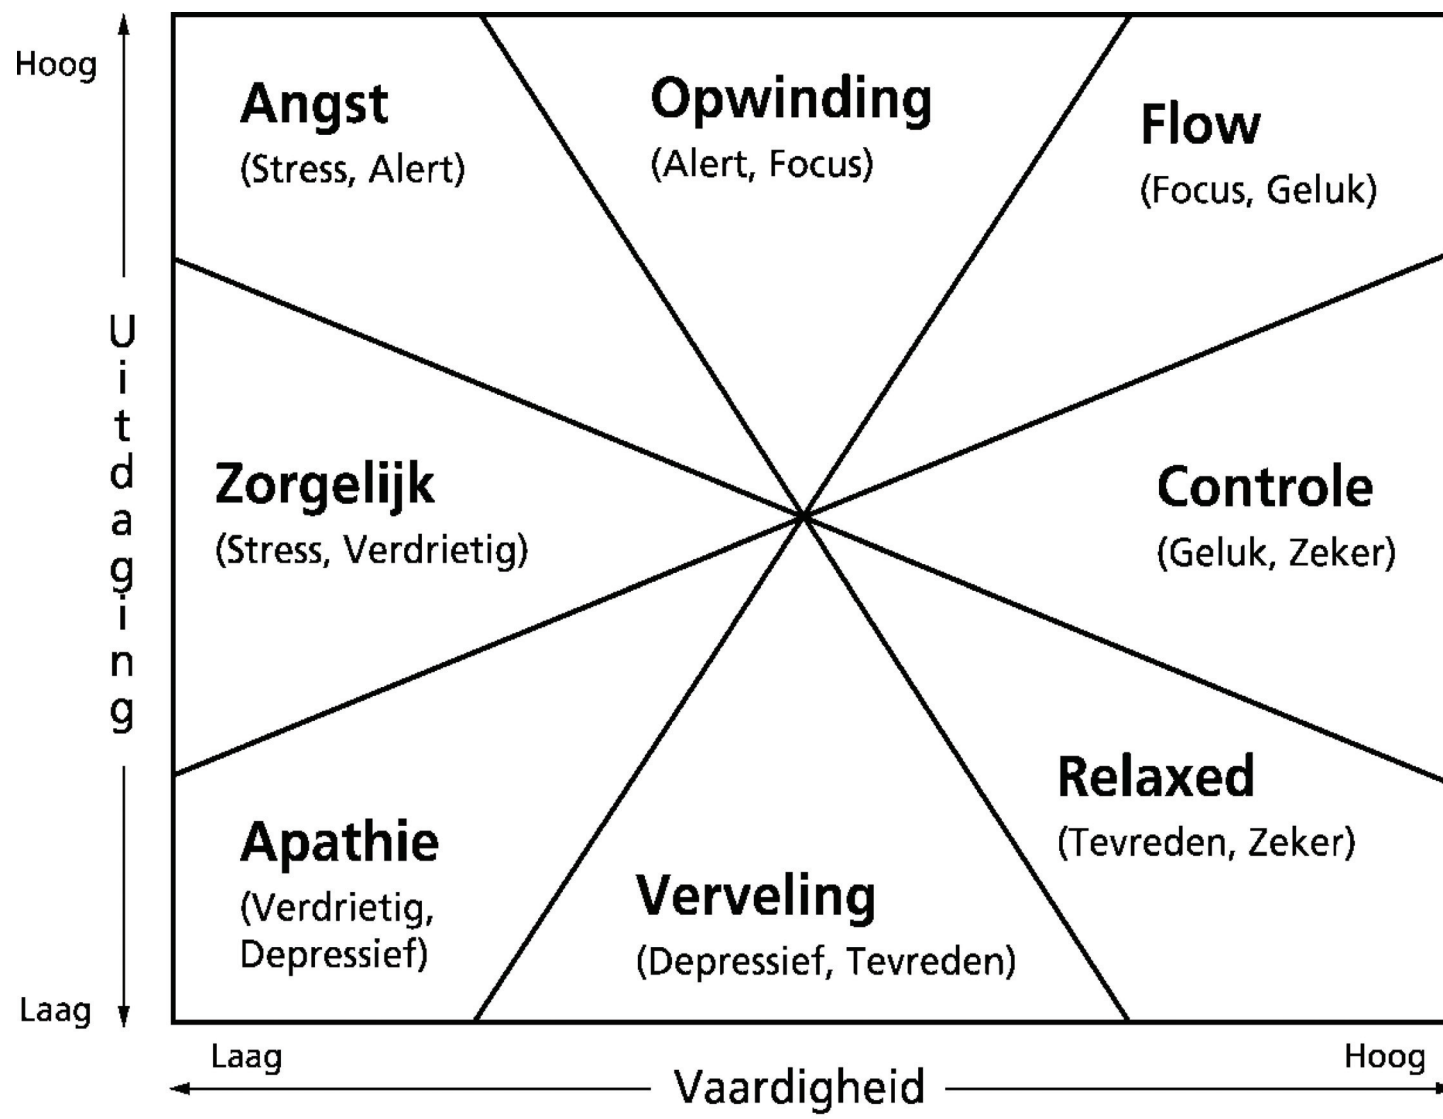 Hoog
Uitdaging
Laag
Angst
(Stress, Alert)
Opwinding
(Alert, Focus)
Flow
(Focus, Geluk)
Zorgelijk
(Stress, Verdrietig)
Controle
(Geluk, Zeker)
Apathie
(Verdrietig,
Depressief)
Verveling
(Depressief, Tevreden)
Relaxed
(Tevreden, Zeker)
Laag
Vaardigheid
Hoog